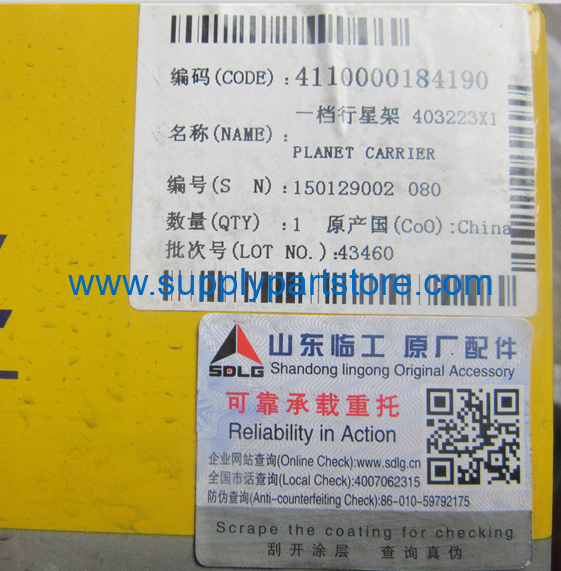 编码(CODE) :4110000184190
一档行星架 403223X1
名称(NAME):
PLANET CARRIER
编号(S N):150129002 080
数量(QTY) :1 原产国(CoO):China
批次号(LOT NO.):43460
www.supplypartstore.com
SDLG
山东临工 原厂配件
Shandong lingong Original Accessory
可靠承载重托
Reliability in Action
企业网站查询(Online Check):www.sdlg.cn
全国市话查询(Local Check):4007062315
防伪查询(Anti-counterfeiting Check):86-010-59792175
Scrape the coating for checking
刮开涂层 查询真伪